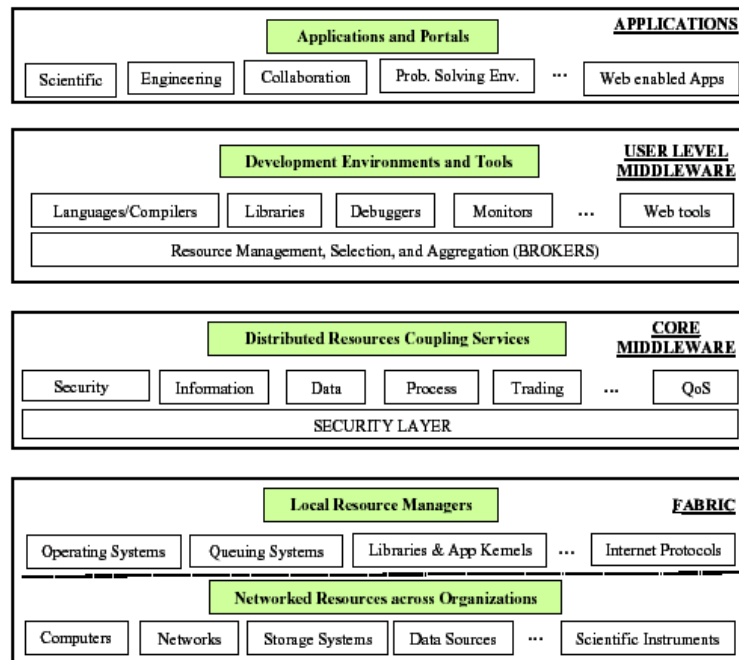 APPLICATIONS
Applications and Portals
Scientific Engineering Collaboration Prob. Solving Env. ... Web enabled Apps
USER LEVEL
MIDDLEWARE
Development Environments and Tools
Languages/Compilers Libraries Debuggers Monitors ... Web tools
Resource Management, Selection, and Aggregation (BROKERS)
CORE
MIDDLEWARE
Distributed Resources Coupling Services
Security Information Data Process Trading ... QoS
SECURITY LAYER
Local Resource Managers FABRIC
Operating Systems Queuing Systems Libraries & App Kernels ... Internet Protocols
Networked Resources across Organizations
Computers Networks Storage Systems Data Sources ... Scientific Instruments